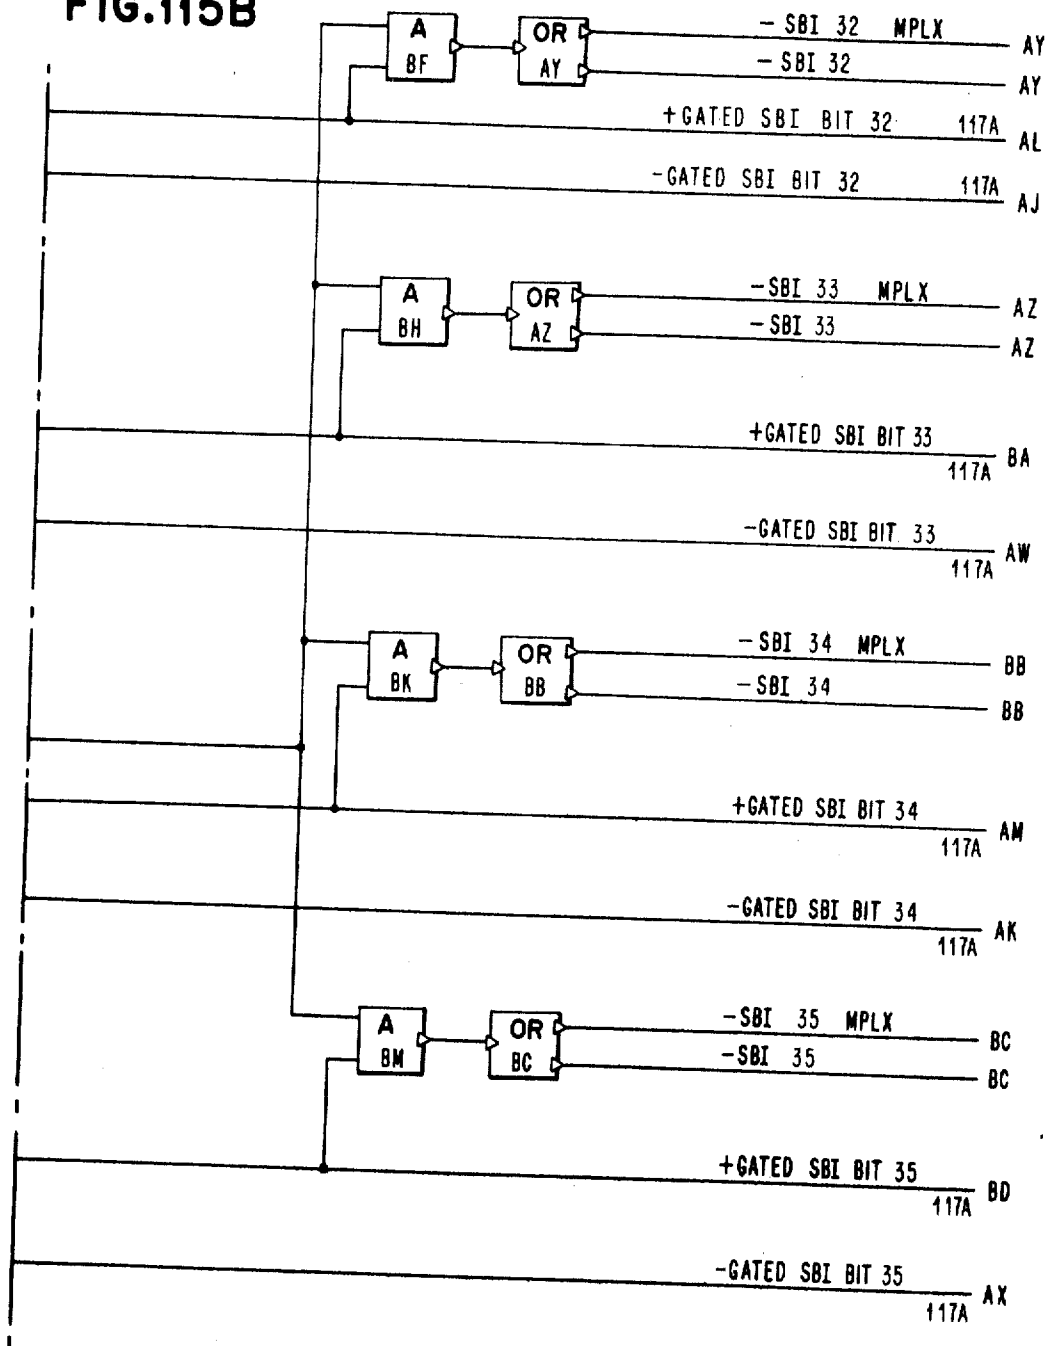 FIG.115B
A
BF
OR
AY
-SBI 32 MPLX AY
-SBI 32 AY
+GATED SBI BIT 32 117A AL
-GATED SBI BIT 32 117A AJ
A
BH
OR
AZ
-SBI 33 MPLX AZ
-SBI 33 AZ
+GATED SBI BIT 33 BA
117A
-GATED SBI BIT 33 AW
117A
A
BK
OR
BB
-SBI 34 MPLX BB
-SBI 34 BB
+GATED SBI BIT 34 AM
117A
-GATED SBI BIT 34 AK
117A
A
BM
OR
BC
-SBI 35 MPLX BC
-SBI 35 BC
+GATED SBI BIT 35 BD
117A
-GATED SBI BIT 35 AX
117A